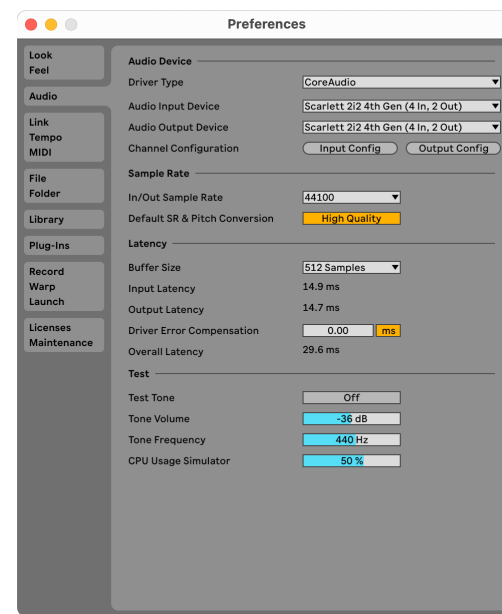 Preferences
Look
Feel
Audio
Link
Tempo
MIDI
File
Folder
Library
Plug-Ins
Record
Warp
Launch
Licenses
Maintenance
Audio Device
Driver Type CoreAudio
Audio Input Device Scarlett 2i2 4th Gen (4 In, 2 Out)
Audio Output Device Scarlett 2i2 4th Gen (4 In, 2 Out)
Channel Configuration Input Config Output Config
Sample Rate
In/Out Sample Rate 44100
Default SR & Pitch Conversion High Quality
Latency
Buffer Size 512 Samples
Input Latency 14.9 ms
Output Latency 14.7 ms
Driver Error Compensation 0.00 ms
Overall Latency 29.6 ms
Test
Test Tone Off
Tone Volume -36 dB
Tone Frequency 440 Hz
CPU Usage Simulator 50 %